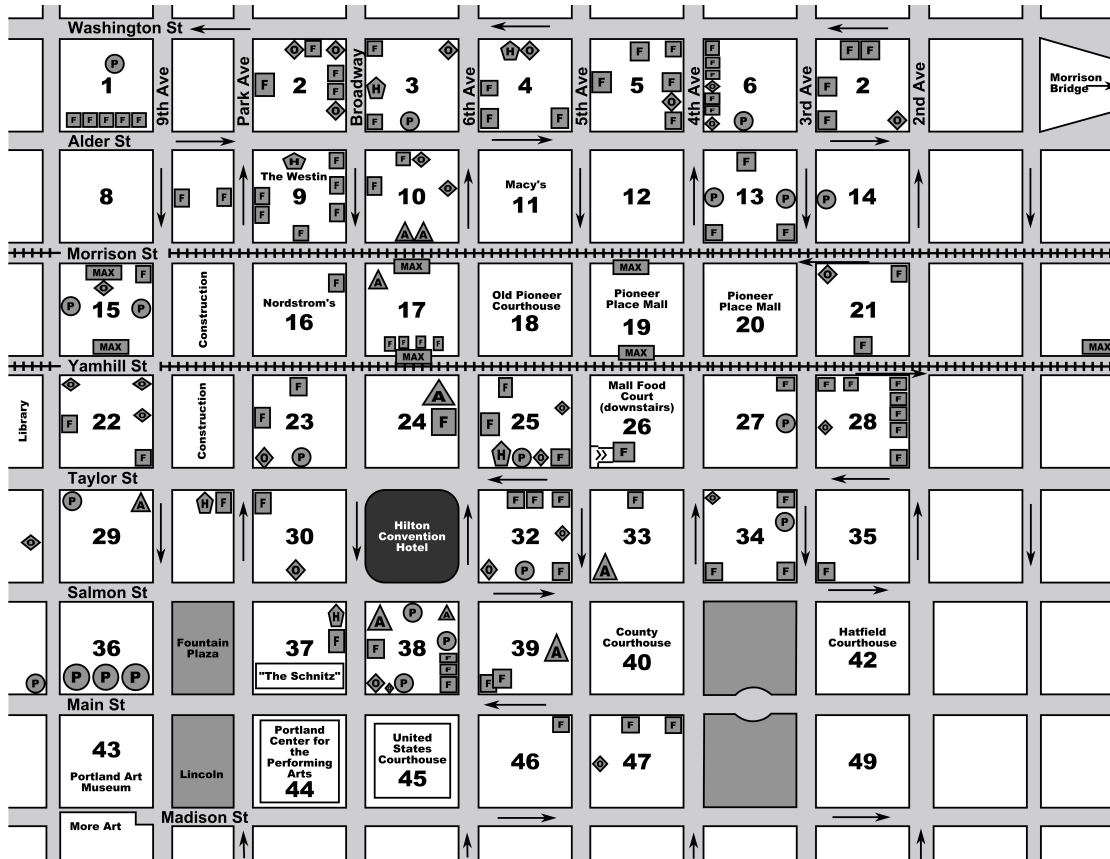 Washington St
9th Ave
Park Ave
Broadway
6th Ave
5th Ave
4th Ave
3rd Ave
2nd Ave
P
1
F F F F F
O F O
F 2 F
F
O
F O
H 3
F P
H O
F 4
F F
F F
F 5 F
O
F
F
F
O 6
F
F
O P
F F
F 2
F O
Morrison
Bridge
Alder St
8
F F
H F
The Westin
F 9 F
F F
F
F O
F 10 O
A A
Macy's
11
12
F
P 13 P
F F
P 14
Morrison St
MAX F
O
P 15 P
MAX
Construction
F
Nordstrom's
16
MAX
A
17
F F F F
MAX
Old Pioneer
Courthouse
18
MAX
Pioneer
Place Mall
19
MAX
Pioneer
Place Mall
20
O F
21
F
MAX
Yamhill St
Library
O O
F 22 O
F
Construction
F
F 23
O P
24 A
F
F
F 25 O
H P O F
Mall Food
Court
(downstairs)
26
F
F
27 P
F F F
F
O 28 F
F
F
Taylor St
O
P A
29
H F
F
30
O
Hilton
Convention
Hotel
F F F
32 O
O P F
F
33
A
O F
P
34
F F
35
F
Salmon St
P
36
P P P
Fountain
Plaza
H
37 F
"The Schnitz"
A P A
F 38 P
F
F
O O P F
39 A
F F
County
Courthouse
40
Hatfield
Courthouse
42
Main St
43
Portland Art
Museum
Lincoln
Portland
Center for
the
Performing
Arts
44
United
States
Courthouse
45
F
46
F F
O 47
49
Madison St
More Art